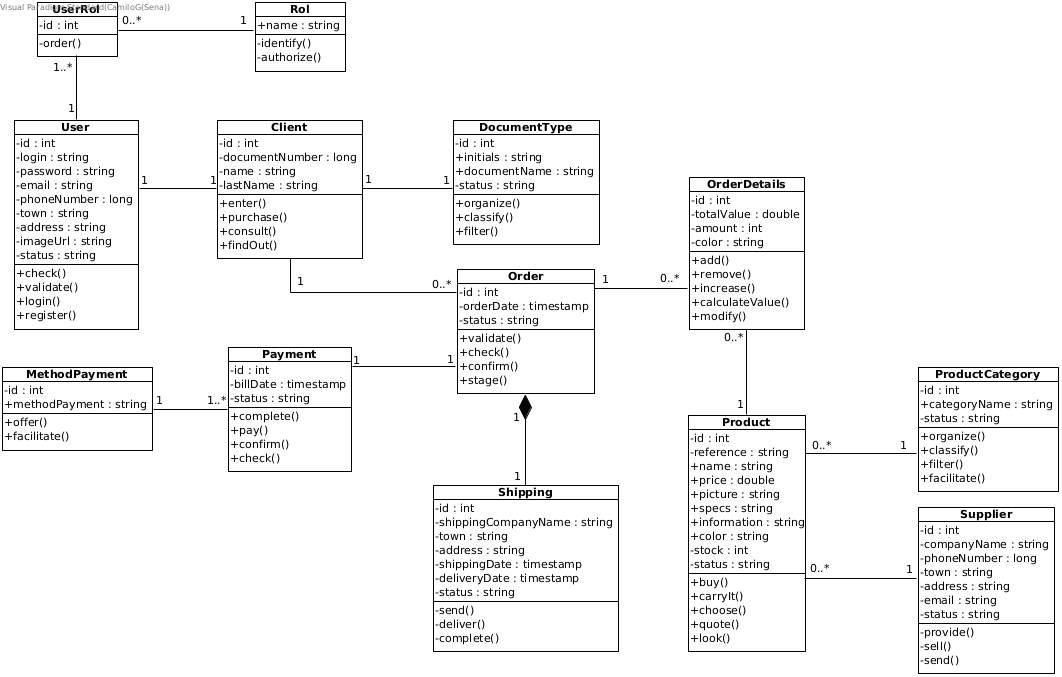 Visual Paradigm Standard(CamiloG(Sena))
UserRol
-id : int
-order()
0..*
1
Rol
+name : string
-identify()
-authorize()
1..*
1
User
-id : int
-login : string
-password : string
-email : string
-phoneNumber : long
-town : string
-address : string
-imageUrl : string
-status : string
+check()
+validate()
+login()
+register()
1
1
Client
-id : int
-documentNumber : long
-name : string
-lastName : string
+enter()
+purchase()
+consult()
+findOut()
1
1
DocumentType
-id : int
+initials : string
+documentName : string
-status : string
+organize()
+classify()
+filter()
1
0..*
Order
-id : int
-orderDate : timestamp
-status : string
+validate()
+check()
+confirm()
+stage()
1
0..*
OrderDetails
-id : int
-totalValue : double
-amount : int
-color : string
+add()
+remove()
+increase()
+calculateValue()
+modify()
0..*
1
MethodPayment
-id : int
+methodPayment : string
+offer()
+facilitate()
1
1..*
Payment
-id : int
-billDate : timestamp
-status : string
+complete()
+pay()
+confirm()
+check()
1
1
1
1
Shipping
-id : int
-shippingCompanyName : string
-town : string
-address : string
-shippingDate : timestamp
-deliveryDate : timestamp
-status : string
-send()
-deliver()
-complete()
Product
-id : int
-reference : string
+name : string
+price : double
+picture : string
+specs : string
+information : string
+color : string
-stock : int
-status : string
+buy()
+carryIt()
+choose()
+quote()
+look()
0..*
1
ProductCategory
-id : int
+categoryName : string
-status : string
+organize()
+classify()
+filter()
+facilitate()
0..*
1
Supplier
-id : int
-companyName : string
-phoneNumber : long
-town : string
-address : string
-email : string
-status : string
-provide()
-sell()
-send()